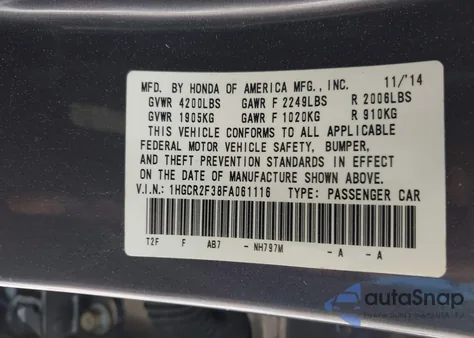 MFD. BY HONDA OF AMERICA MFG., INC. 11/'14
GVWR 4200LBS GAWR F 2249LBS R 2006LBS
GVWR 1905KG GAWR F 1020KG R 910KG
THIS VEHICLE CONFORMS TO ALL APPLICABLE
FEDERAL MOTOR VEHICLE SAFETY, BUMPER,
AND THEFT PREVENTION STANDARDS IN EFFECT
ON THE DATE OF MANUFACTURE SHOWN ABOVE.
V.I.N.: 1HGCR2F38FA061116 TYPE: PASSENGER CAR
T2F F AB7 - NH797M - A - A
autoSnap